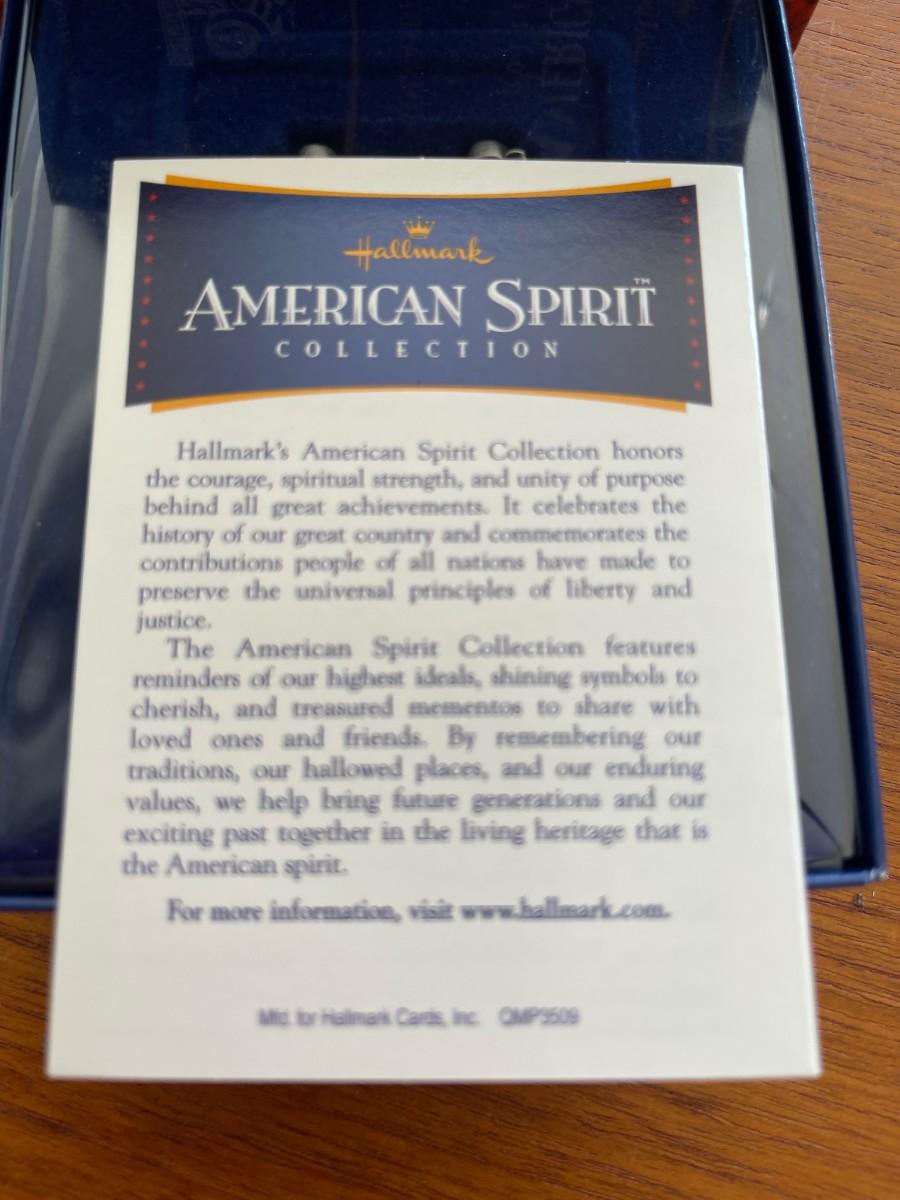 Hallmark
AMERICAN SPIRIT™
COLLECTION
Hallmark's American Spirit Collection honors
the courage, spiritual strength, and unity of purpose
behind all great achievements. It celebrates the
history of our great country and commemorates the
contributions people of all nations have made to
preserve the universal principles of liberty and
justice.
The American Spirit Collection features
reminders of our highest ideals, shining symbols to
cherish, and treasured mementos to share with
loved ones and friends. By remembering our
traditions, our hallowed places, and our enduring
values, we help bring future generations and our
exciting past together in the living heritage that is
the American spirit.
For more information, visit www.hallmark.com.
Mfd. for Hallmark Cards, Inc. QMP3509